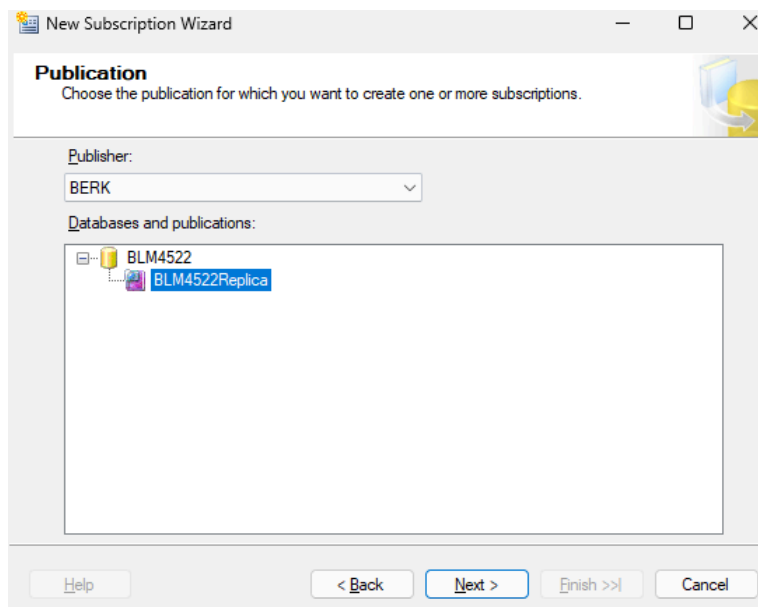 New Subscription Wizard
Publication
Choose the publication for which you want to create one or more subscriptions.
Publisher:
BERK
Databases and publications:
BLM4522
BLM4522Replica
Help
< Back
Next >
Finish >>|
Cancel